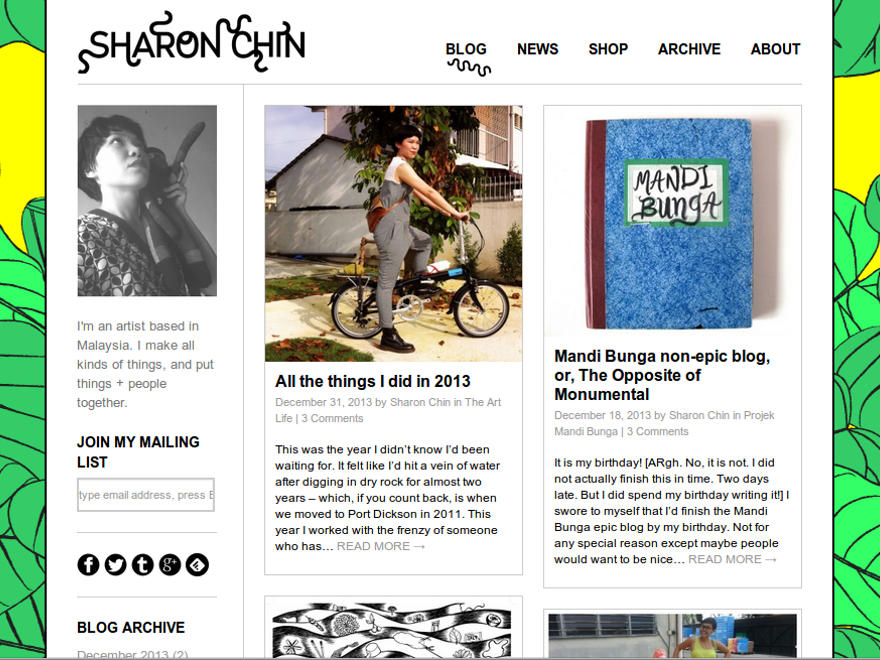 SHARON CHIN
BLOG NEWS SHOP ARCHIVE ABOUT
I'm an artist based in
Malaysia. I make all
kinds of things, and put
things + people
together.
JOIN MY MAILING
LIST
type email address, press E
BLOG ARCHIVE
December 2013 (2)
All the things I did in 2013
December 31, 2013 by Sharon Chin in The Art
Life | 3 Comments
This was the year I didn't know I'd been
waiting for. It felt like I'd hit a vein of water
after digging in dry rock for almost two
years – which, if you count back, is when
we moved to Port Dickson in 2011. This
year I worked with the frenzy of someone
who has… READ MORE →
MANDI
BUNGA
Mandi Bunga non-epic blog,
or, The Opposite of
Monumental
December 18, 2013 by Sharon Chin in Projek
Mandi Bunga | 3 Comments
It is my birthday! [ARgh. No, it is not. I did
not actually finish this in time. Two days
late. But I did spend my birthday writing it!] I
swore to myself that I'd finish the Mandi
Bunga epic blog by my birthday. Not for
any special reason except maybe people
would want to be nice… READ MORE →